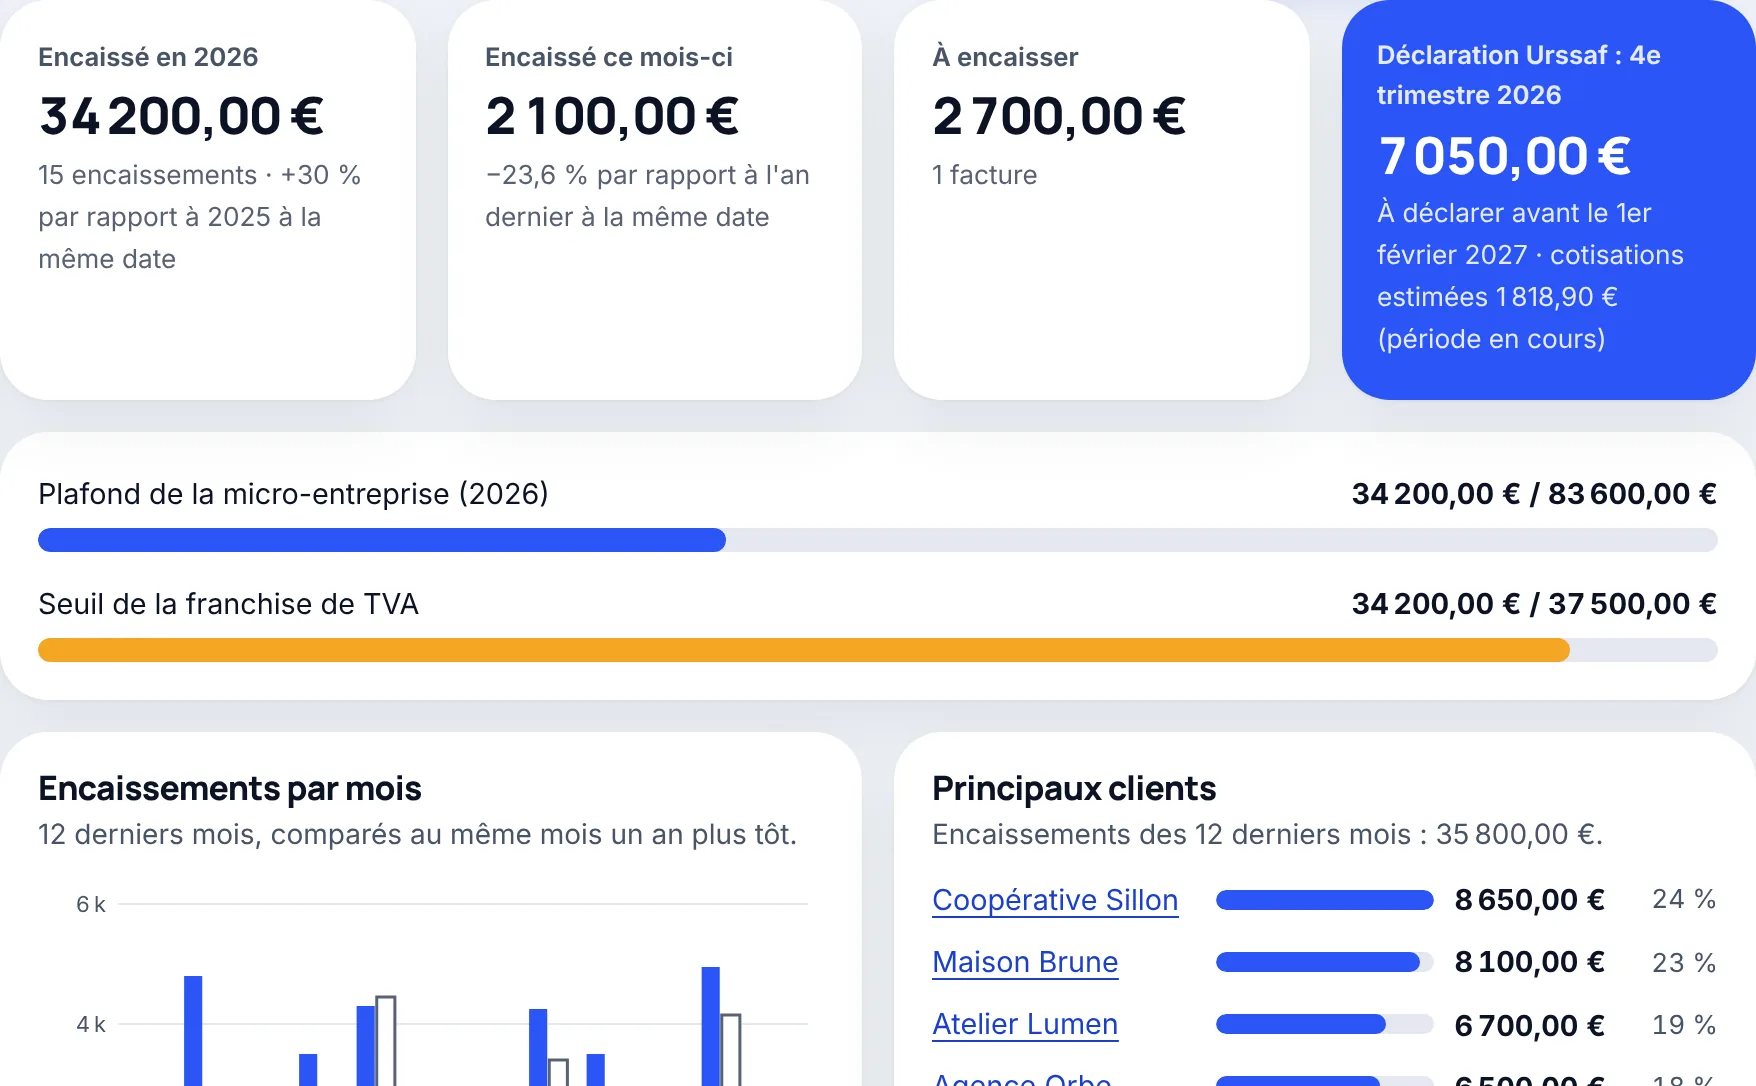 Encaissé en 2026
34 200,00 €
15 encaissements · +30 %
par rapport à 2025 à la
même date
Encaissé ce mois-ci
2 100,00 €
−23,6 % par rapport à l'an
dernier à la même date
À encaisser
2 700,00 €
1 facture
Déclaration Urssaf : 4e
trimestre 2026
7 050,00 €
À déclarer avant le 1er
février 2027 · cotisations
estimées 1 818,90 €
(période en cours)
Plafond de la micro-entreprise (2026)
34 200,00 € / 83 600,00 €
Seuil de la franchise de TVA
34 200,00 € / 37 500,00 €
Encaissements par mois
12 derniers mois, comparés au même mois un an plus tôt.
6 k
4 k
Principaux clients
Encaissements des 12 derniers mois : 35 800,00 €.
Coopérative Sillon 8 650,00 € 24 %
Maison Brune 8 100,00 € 23 %
Atelier Lumen 6 700,00 € 19 %
Agence Orbe 6 500,00 € 18 %